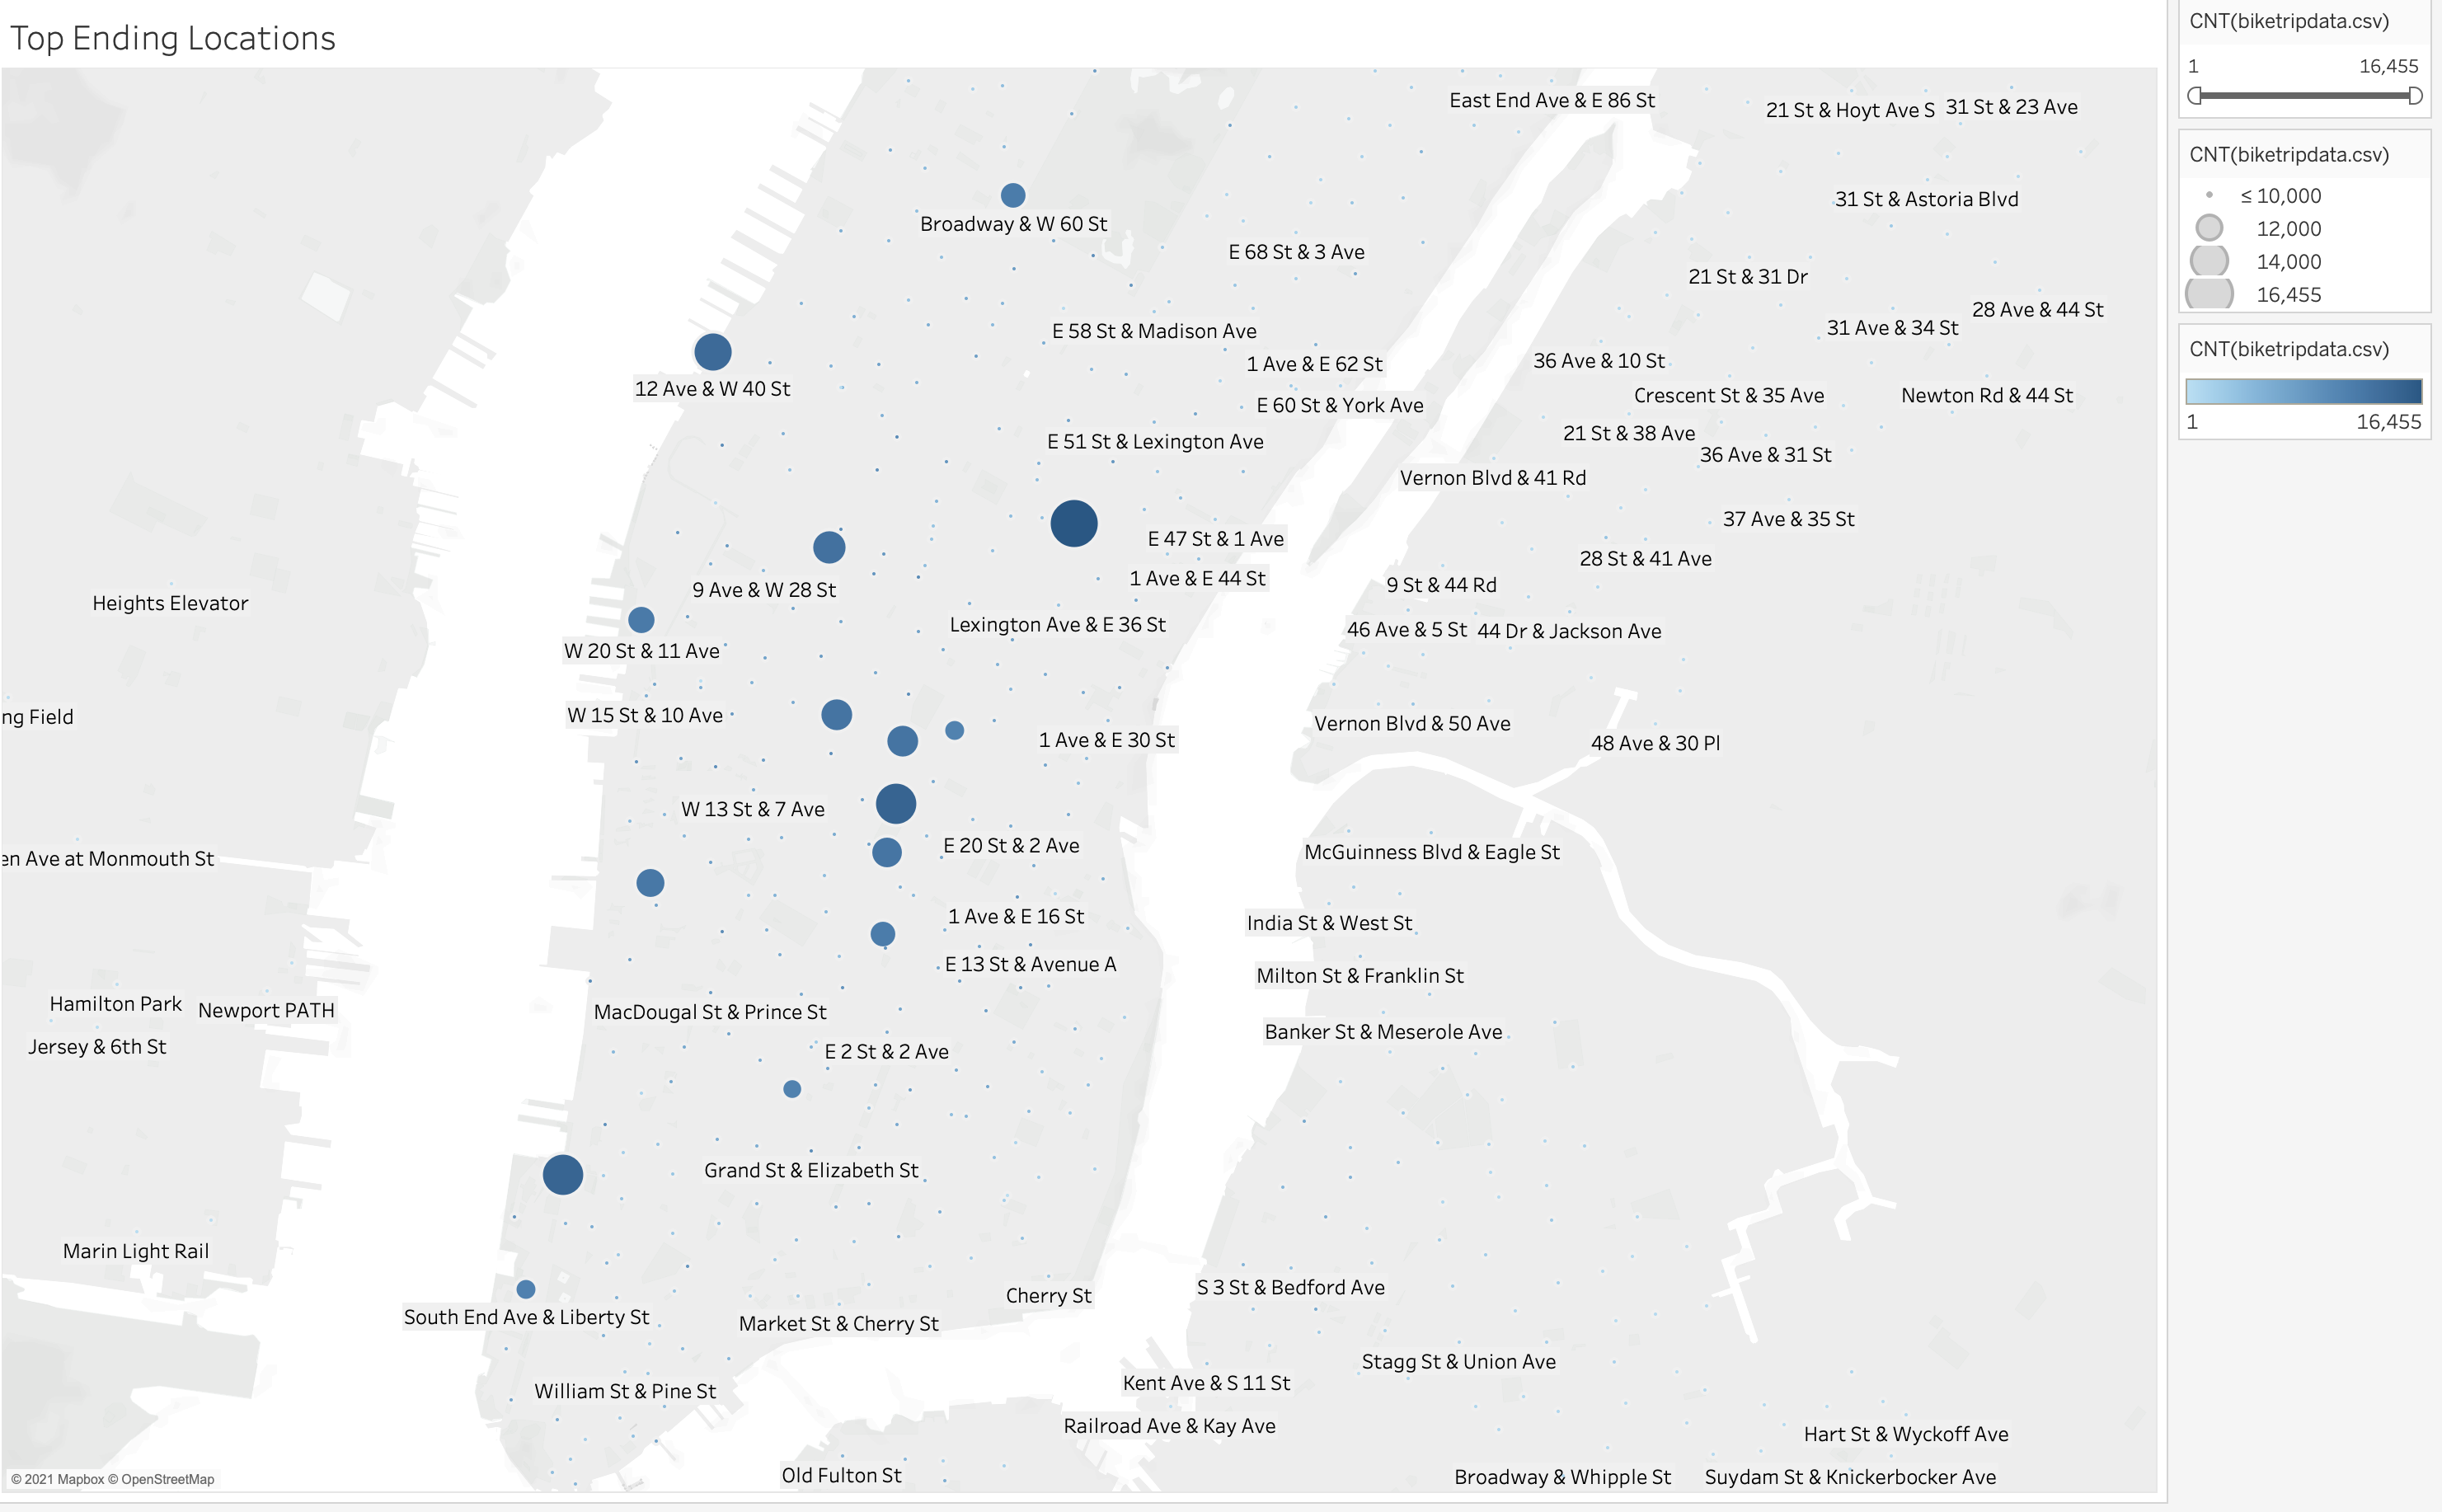 Top Ending Locations
CNT(biketripdata.csv)
1 16,455
CNT(biketripdata.csv)
≤ 10,000
12,000
14,000
16,455
CNT(biketripdata.csv)
1 16,455
East End Ave & E 86 St
21 St & Hoyt Ave S
31 St & 23 Ave
31 St & Astoria Blvd
Broadway & W 60 St
E 68 St & 3 Ave
21 St & 31 Dr
28 Ave & 44 St
31 Ave & 34 St
E 58 St & Madison Ave
1 Ave & E 62 St
36 Ave & 10 St
12 Ave & W 40 St
Crescent St & 35 Ave
Newton Rd & 44 St
E 60 St & York Ave
21 St & 38 Ave
E 51 St & Lexington Ave
36 Ave & 31 St
Vernon Blvd & 41 Rd
37 Ave & 35 St
E 47 St & 1 Ave
28 St & 41 Ave
1 Ave & E 44 St
9 St & 44 Rd
9 Ave & W 28 St
Heights Elevator
Lexington Ave & E 36 St
46 Ave & 5 St
44 Dr & Jackson Ave
W 20 St & 11 Ave
W 15 St & 10 Ave
ng Field
Vernon Blvd & 50 Ave
1 Ave & E 30 St
48 Ave & 30 Pl
W 13 St & 7 Ave
E 20 St & 2 Ave
McGuinness Blvd & Eagle St
en Ave at Monmouth St
1 Ave & E 16 St
India St & West St
E 13 St & Avenue A
Milton St & Franklin St
Hamilton Park
Newport PATH
MacDougal St & Prince St
Banker St & Meserole Ave
Jersey & 6th St
E 2 St & 2 Ave
Grand St & Elizabeth St
Marin Light Rail
S 3 St & Bedford Ave
Cherry St
South End Ave & Liberty St
Market St & Cherry St
Stagg St & Union Ave
Kent Ave & S 11 St
William St & Pine St
Railroad Ave & Kay Ave
Hart St & Wyckoff Ave
Old Fulton St
Broadway & Whipple St
Suydam St & Knickerbocker Ave
© 2021 Mapbox © OpenStreetMap